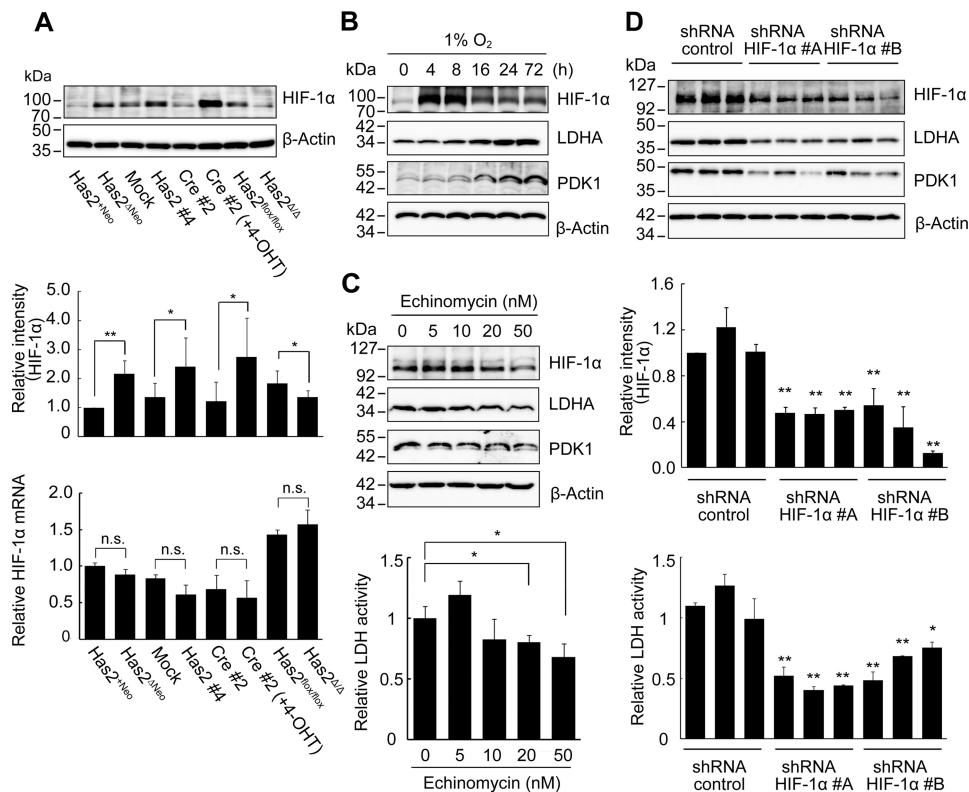 A
kDa
100
70
HIF-1α
50
35
β-Actin
Has2+Neo
Has2ΔNeo
Mock
Has2 #4
Cre #2
Cre #2 (+4-OHT)
Has2flox/flox
Has2Δ/Δ
Relative intensity
(HIF-1α)
5.0
4.0
3.0
2.0
1.0
0
**
*
*
*
Relative HIF-1α mRNA
2.0
1.5
1.0
0.5
0
n.s.
n.s.
n.s.
n.s.
Has2+Neo
Has2ΔNeo
Mock
Has2 #4
Cre #2
Cre #2 (+4-OHT)
Has2flox/flox
Has2Δ/Δ
B
1% O2
kDa 0 4 8 16 24 72 (h)
100
70
HIF-1α
42
34
LDHA
55
42
PDK1
42
34
β-Actin
C
Echinomycin (nM)
kDa 0 5 10 20 50
127
92
HIF-1α
42
34
LDHA
55
42
PDK1
42
34
β-Actin
Relative LDH activity
1.5
1
0.5
0
*
*
0 5 10 20 50
Echinomycin (nM)
D
shRNA control
shRNA HIF-1α #A
shRNA HIF-1α #B
kDa
127
92
HIF-1α
50
35
LDHA
50
35
PDK1
42
34
β-Actin
Relative intensity
(HIF-1α)
1.6
1.2
0.8
0.4
0.0
** ** ** ** ** **
shRNA control
shRNA HIF-1α #A
shRNA HIF-1α #B
Relative LDH activity
1.5
1
0.5
0
** ** ** ** ** *
shRNA control
shRNA HIF-1α #A
shRNA HIF-1α #B